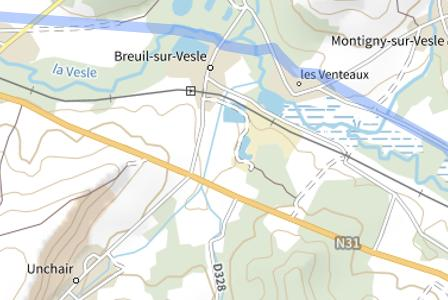 Montigny-sur-Vesle
Breuil-sur-Vesle
la Vesle
les Venteaux
N31
Unchair
D328